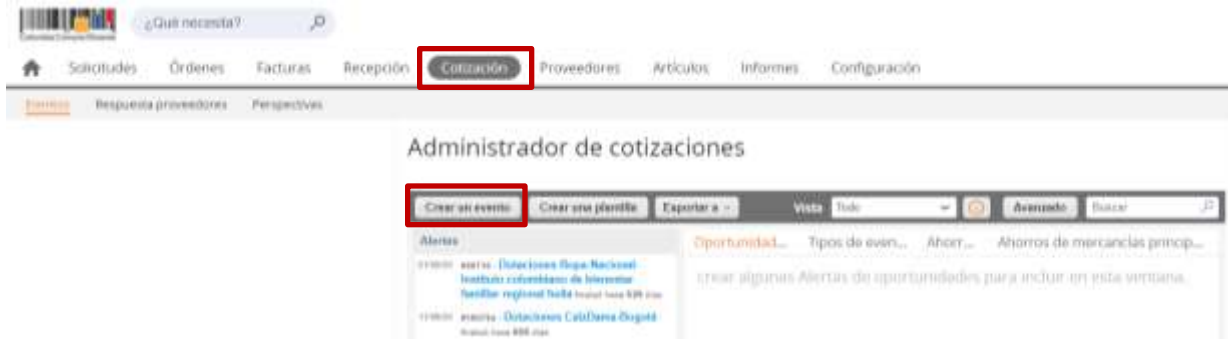 ¿Qué necesita?
Solicitudes Órdenes Facturas Recepción Cotización Proveedores Artículos Informes Configuración
Eventos Respuesta proveedores Perspectivas
Administrador de cotizaciones
Crear un evento Crear una plantilla Exportar a Vista Todo Avanzado Buscar
Alertas
Oportunidad... Tipos de even... Ahorr... Ahorros de mercancías princip...
Dotaciones Ropa Nacional
crear algunas Alertas de oportunidades para incluir en esta ventana.
Instituto colombiano de bienestar
familiar regional
Dotaciones Bogotá